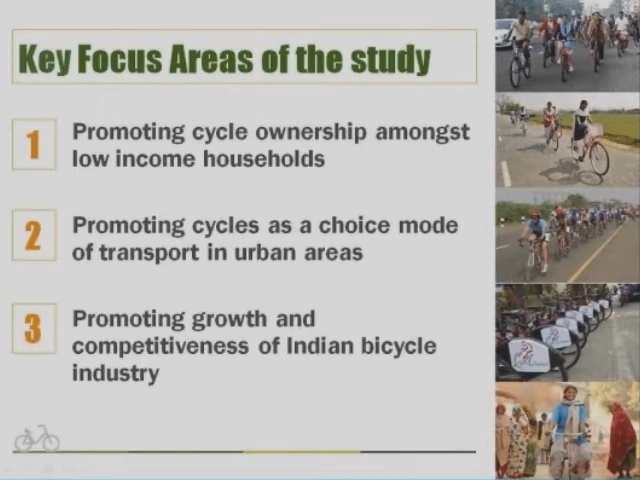 Key Focus Areas of the study
1
Promoting cycle ownership amongst
low income households
2
Promoting cycles as a choice mode
of transport in urban areas
3
Promoting growth and
competitiveness of Indian bicycle
industry